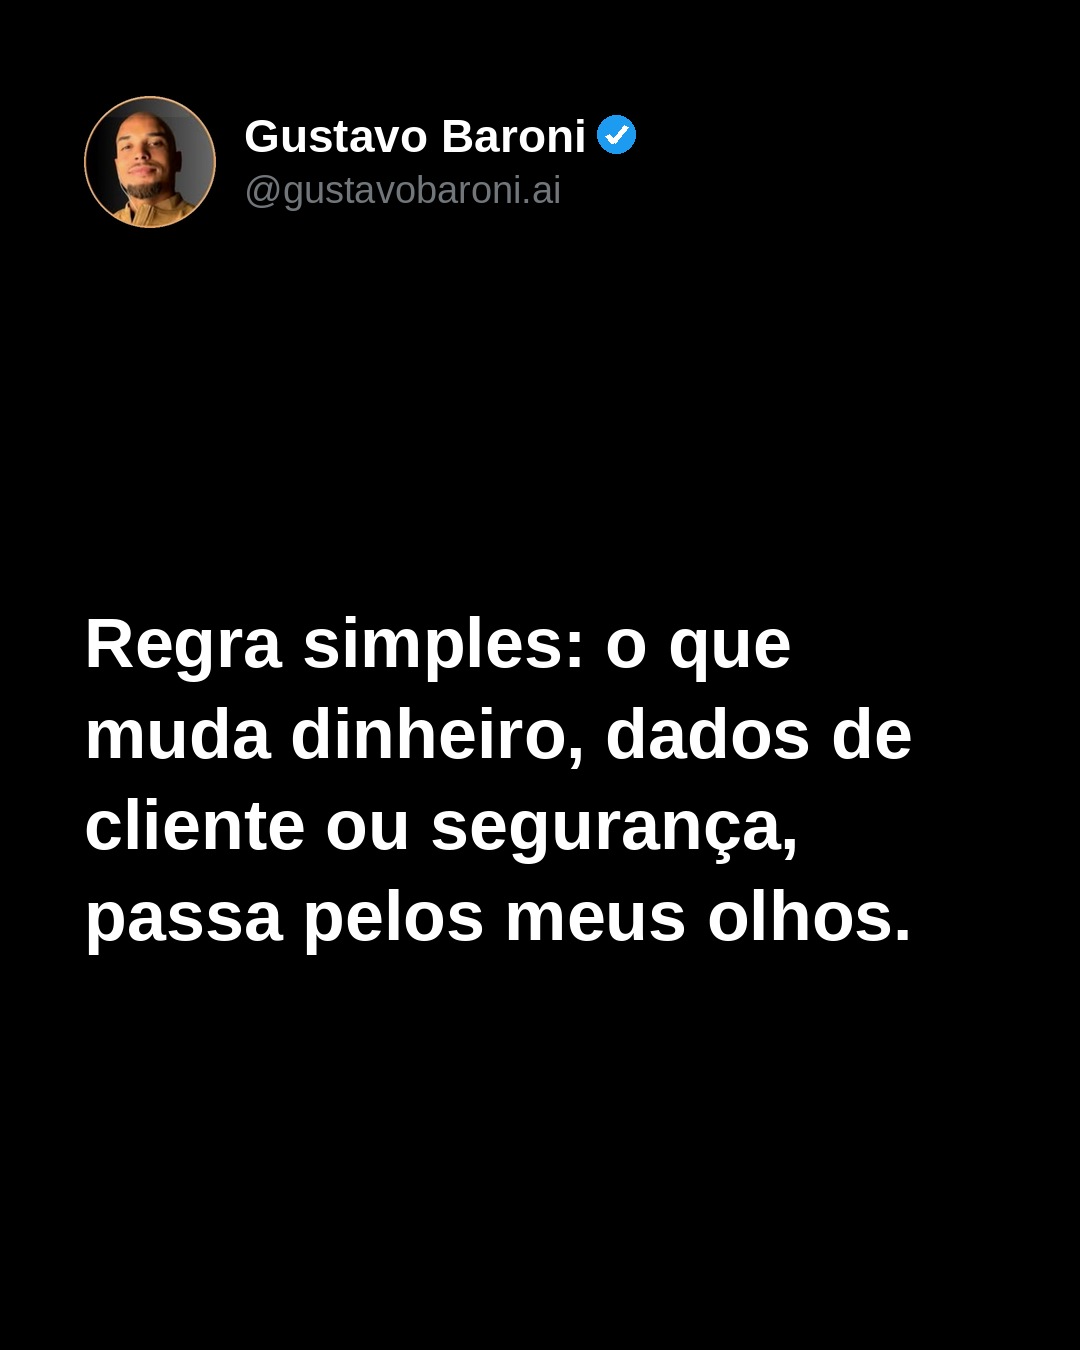 Gustavo Baroni
@gustavobaroni.ai
Regra simples: o que
muda dinheiro, dados de
cliente ou segurança,
passa pelos meus olhos.